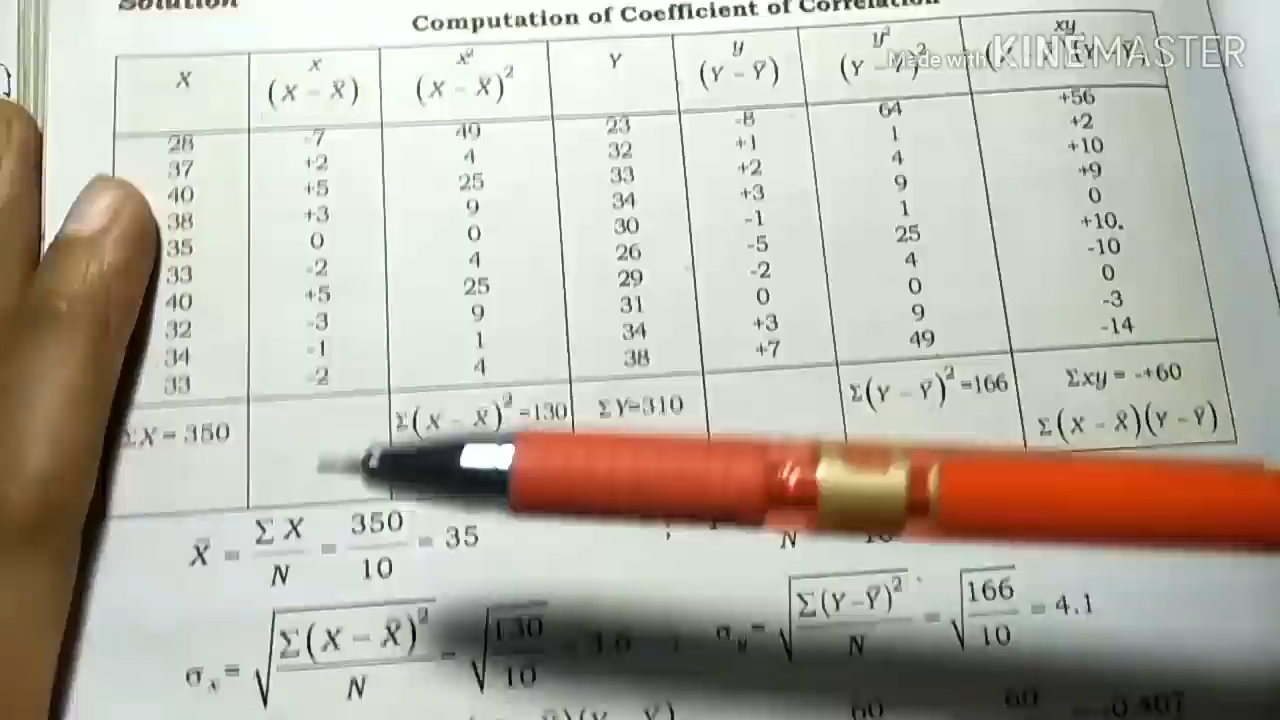 Solution
Computation of Coefficient of Correlation
X x (X – X̄) x² (X – X̄)² Y y (Y – Ȳ) y² (Y – Ȳ)² xy
Made with KINEMASTER
28 -7 49 23 -8 64 +56
37 +2 4 32 +1 1 +2
40 +5 25 33 +2 4 +10
38 +3 9 34 +3 9 +9
35 0 0 30 -1 1 0
33 -2 4 26 -5 25 +10.
40 +5 25 29 -2 4 -10
32 -3 9 31 0 0 0
34 -1 1 34 +3 9 -3
33 -2 4 38 +7 49 -14
ΣX = 350 Σ(X – X̄)² =130 ΣY=310 Σ(Y – Ȳ)² =166 Σxy = -+60
Σ(X – X̄)(Y – Ȳ)
X̄ = ΣX/N = 350/10 = 35 ; N
σx = √(Σ(X – X̄)²/N) = √(130/10) ; σy = √(Σ(Y–Ȳ)²/N) = √(166/10) = 4.1
60 60